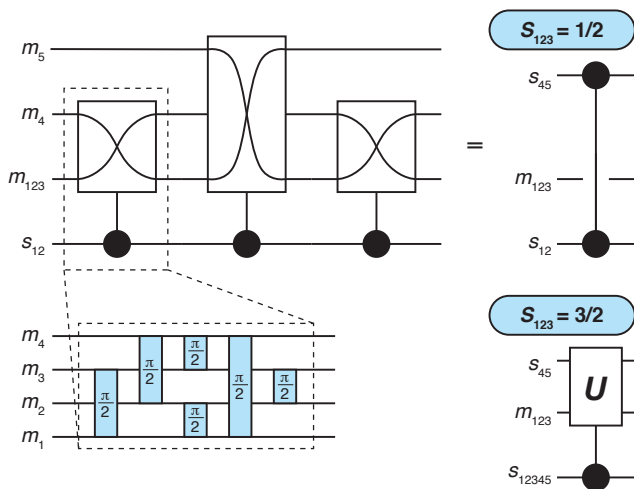 m₅
m₄
m₁₂₃
s₁₂
=
S₁₂₃ = 1/2
s₄₅
m₁₂₃
s₁₂
m₄
m₃
m₂
m₁
π/2
π/2
π/2
π/2
π/2
π/2
S₁₂₃ = 3/2
s₄₅
m₁₂₃
U
s₁₂₃₄₅